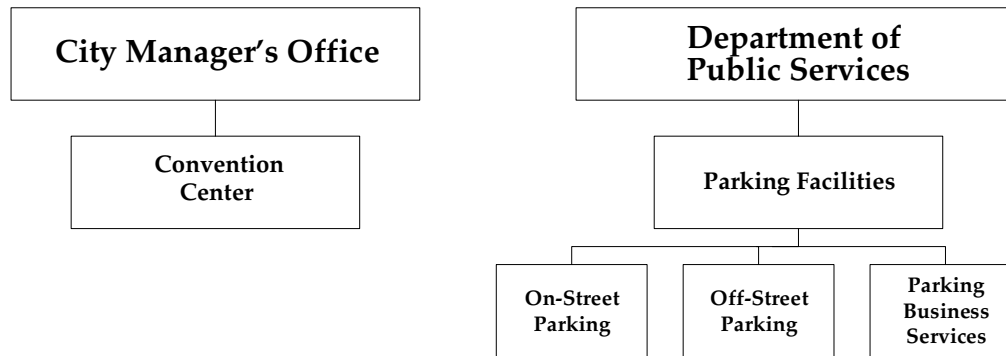 City Manager’s Office
Convention
Center
Department of
Public Services
Parking Facilities
On-Street
Parking
Off-Street
Parking
Parking
Business
Services